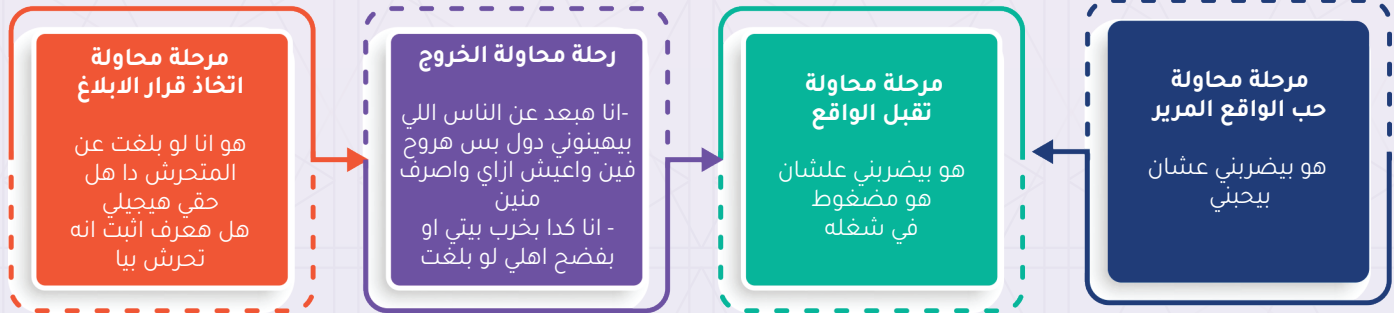 مرحلة محاولة
حب الواقع المرير
هو بيضربني عشان
بيحبني
مرحلة محاولة
تقبل الواقع
هو بيضربني علشان
هو مضغوط
في شغله
رحلة محاولة الخروج
-انا هبعد عن الناس اللي
بيهينوني دول بس هروح
فين واعيش ازاي واصرف
منين
- انا كدا بخرب بيتي او
بفضح اهلي لو بلغت
مرحلة محاولة
اتخاذ قرار الابلاغ
هو انا لو بلغت عن
المتحرش دا هل
حقي هيجيلي
هل هعرف اثبت انه
تحرش بيا